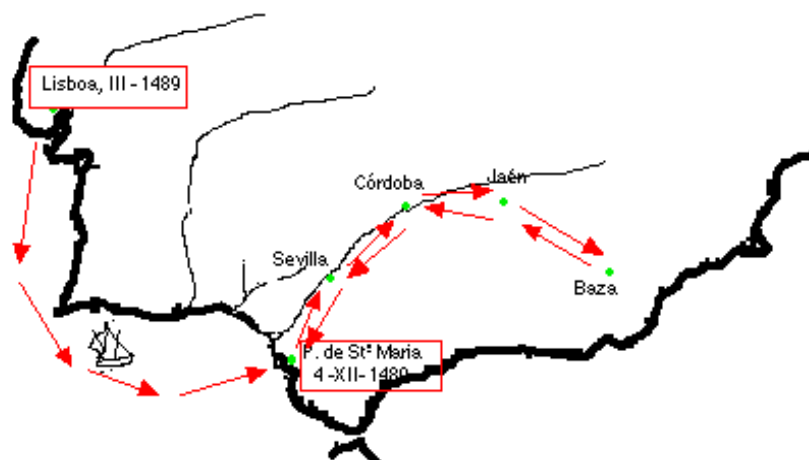 Lisboa, III - 1489
Córdoba
Jaén
Sevilla
Baza
P. de Stª Maria
4 -XII- 1489